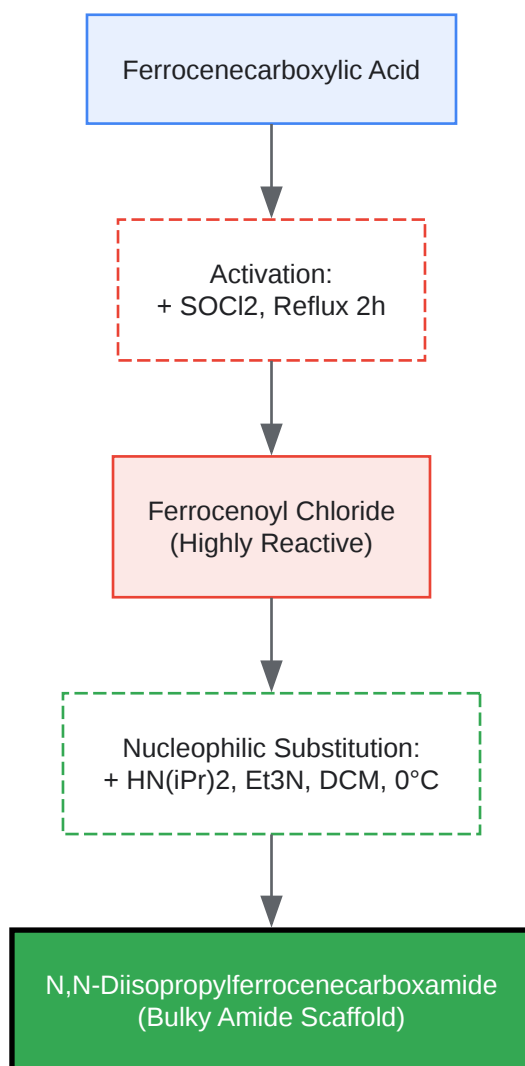 Ferrocenecarboxylic Acid
Activation:
+ SOCl2, Reflux 2h
Ferrocenoyl Chloride
(Highly Reactive)
Nucleophilic Substitution:
+ HN(iPr)2, Et3N, DCM, 0°C
N,N-Diisopropylferrocenecarboxamide
(Bulky Amide Scaffold)